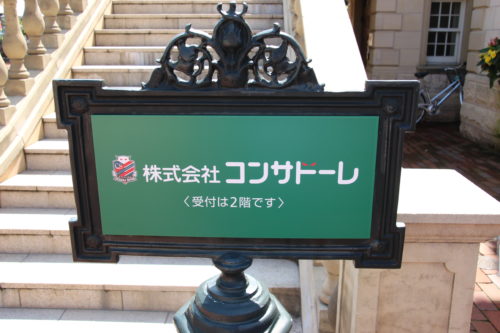 株式会社 コンサドーレ
〈受付は2階です〉